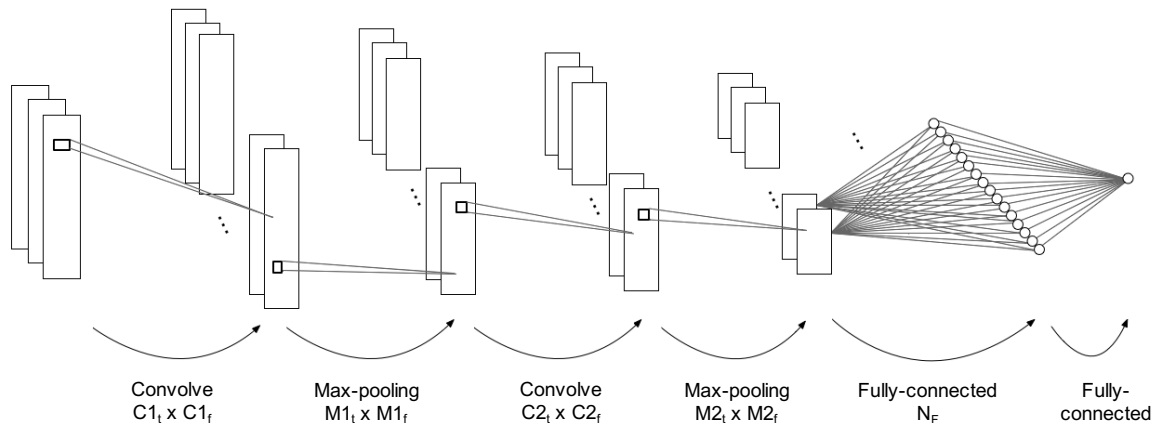 Convolve
C1t x C1f
Max-pooling
M1t x M1f
Convolve
C2t x C2f
Max-pooling
M2t x M2f
Fully-connected
NF
Fully-
connected